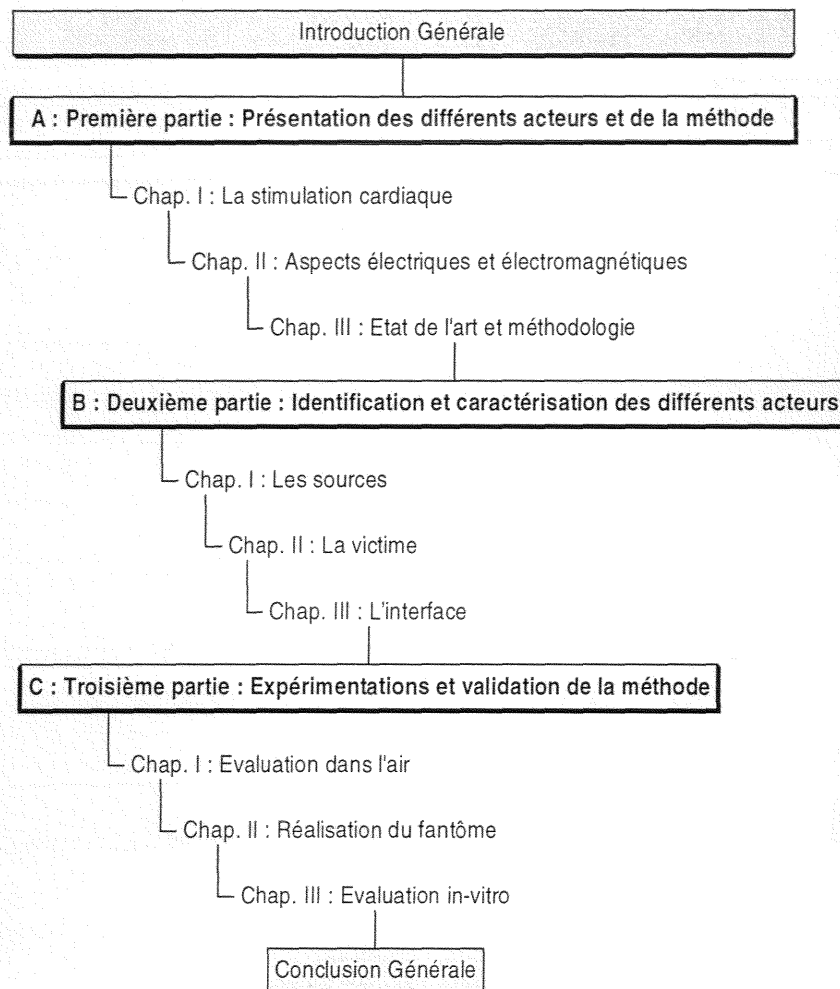 Introduction Générale
A : Première partie : Présentation des différents acteurs et de la méthode
Chap. I : La stimulation cardiaque
Chap. II : Aspects électriques et électromagnétiques
Chap. III : Etat de l'art et méthodologie
B : Deuxième partie : Identification et caractérisation des différents acteurs
Chap. I : Les sources
Chap. II : La victime
Chap. III : L'interface
C : Troisième partie : Expérimentations et validation de la méthode
Chap. I : Evaluation dans l'air
Chap. II : Réalisation du fantôme
Chap. III : Evaluation in-vitro
Conclusion Générale